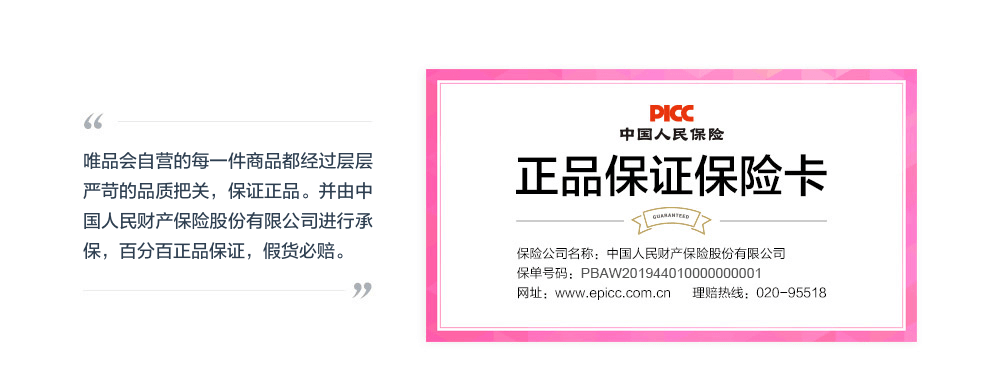 “
唯品会自营的每一件商品都经过层层
严苛的品质把关，保证正品。并由中
国人民财产保险股份有限公司进行承
保，百分百正品保证，假货必赔。
”
PICC
中国人民保险
正品保证保险卡
GUARANTEED
保险公司名称：中国人民财产保险股份有限公司
保单号码：PBAW201944010000000001
网址：www.epicc.com.cn 理赔热线：020-95518